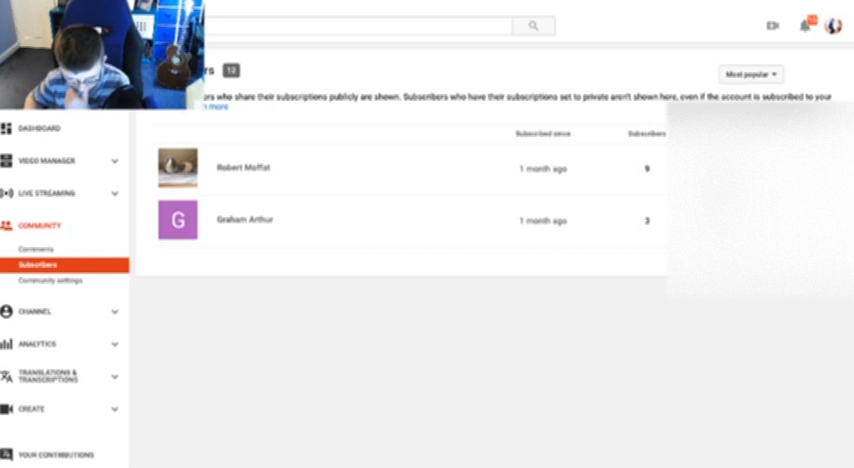 rs 12
Most popular
ers who share their subscriptions publicly are shown. Subscribers who have their subscriptions set to private aren't shown here, even if the account is subscribed to your
more
Subscribed since Subscribers
DASHBOARD
VIDEO MANAGER
Robert Moffat 1 month ago 9
LIVE STREAMING
G Graham Arthur 1 month ago 3
COMMUNITY
Comments
Subscribers
Community settings
CHANNEL
ANALYTICS
TRANSLATIONS &
TRANSCRIPTIONS
CREATE
YOUR CONTRIBUTIONS